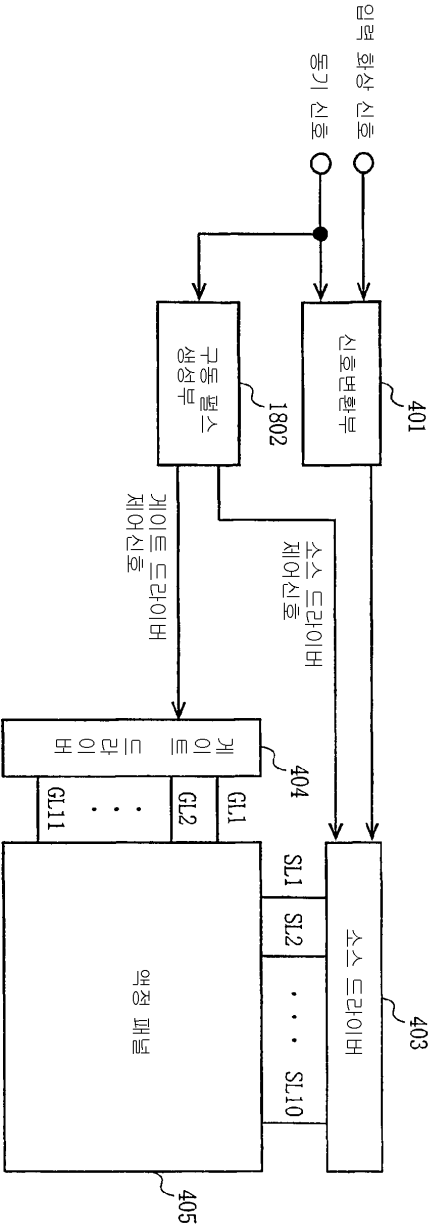 입력 화상 신호
동기 신호
신호변환부
401
구동 펄스
생성부
1802
소스 드라이버
제어신호
게이트 드라이버
제어신호
게이트 드라이버
404
GL1
GL2
· · ·
GL11
소스 드라이버
403
SL1
SL2
· · · ·
SL10
액정 패널
405